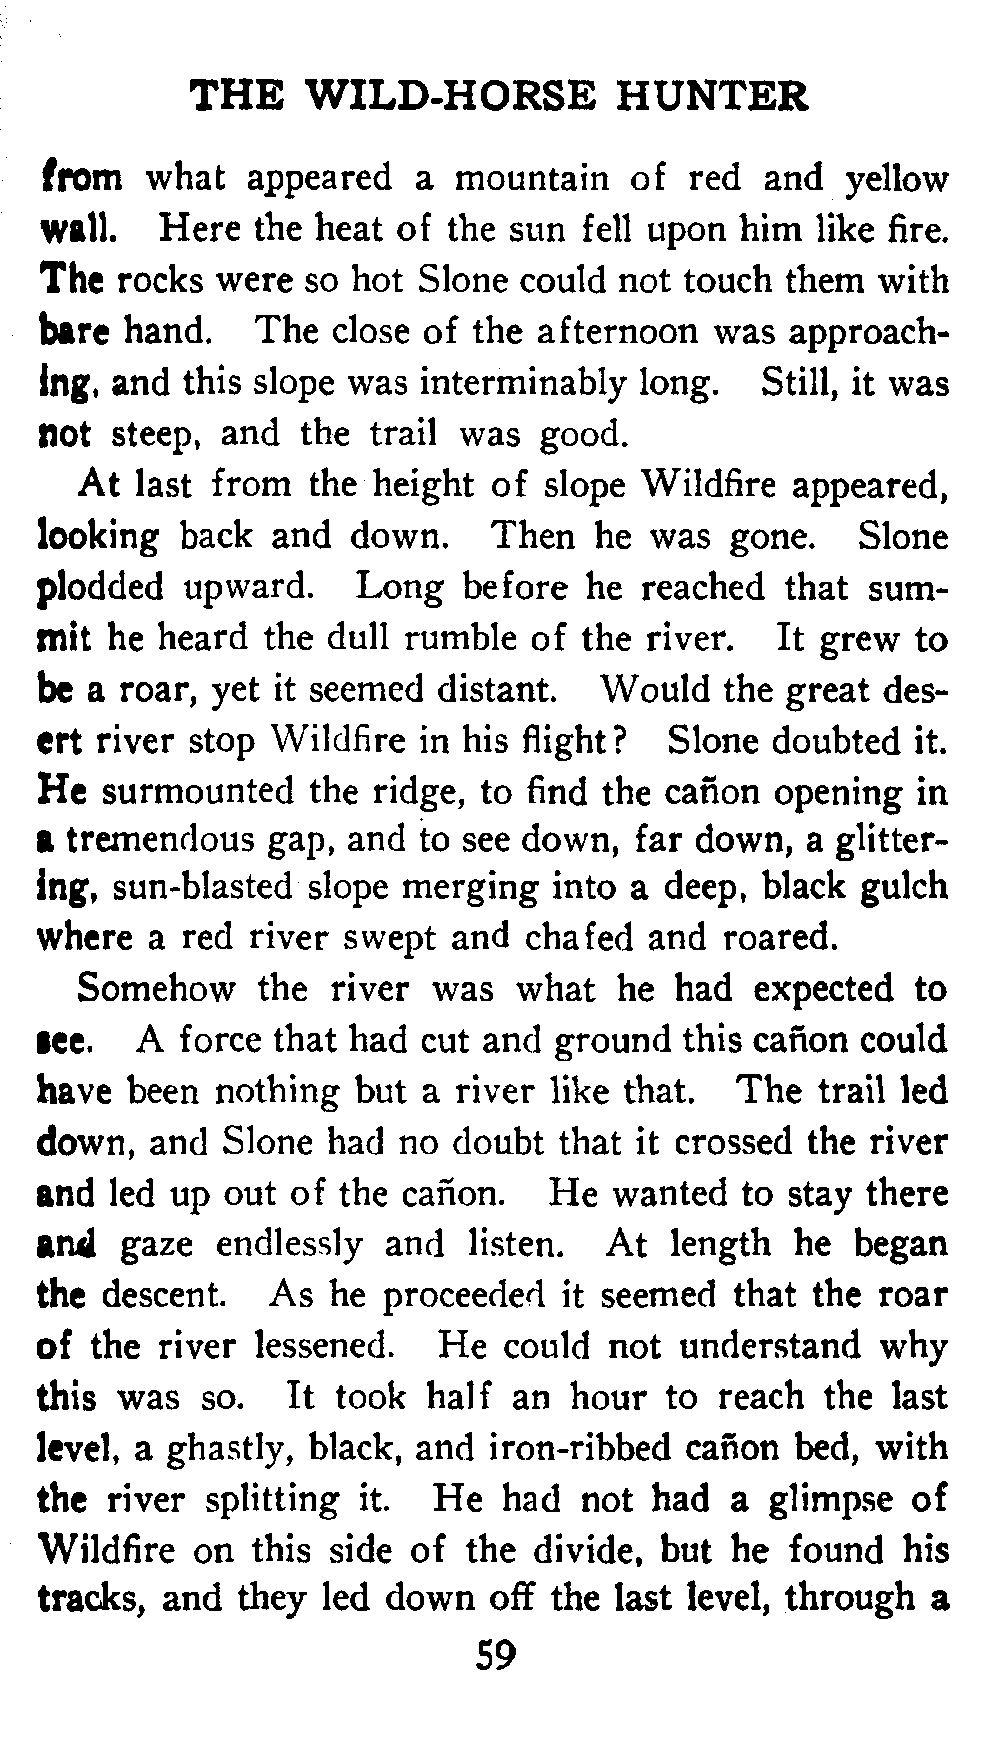 THE WILD-HORSE HUNTER
from what appeared a mountain of red and yellow
wall. Here the heat of the sun fell upon him like fire.
The rocks were so hot Slone could not touch them with
bare hand. The close of the afternoon was approach-
ing, and this slope was interminably long. Still, it was
not steep, and the trail was good.
At last from the height of slope Wildfire appeared,
looking back and down. Then he was gone. Slone
plodded upward. Long before he reached that sum-
mit he heard the dull rumble of the river. It grew to
be a roar, yet it seemed distant. Would the great des-
ert river stop Wildfire in his flight? Slone doubted it.
He surmounted the ridge, to find the cañon opening in
a tremendous gap, and to see down, far down, a glitter-
ing, sun-blasted slope merging into a deep, black gulch
where a red river swept and chafed and roared.
Somehow the river was what he had expected to
see. A force that had cut and ground this cañon could
have been nothing but a river like that. The trail led
down, and Slone had no doubt that it crossed the river
and led up out of the cañon. He wanted to stay there
and gaze endlessly and listen. At length he began
the descent. As he proceeded it seemed that the roar
of the river lessened. He could not understand why
this was so. It took half an hour to reach the last
level, a ghastly, black, and iron-ribbed cañon bed, with
the river splitting it. He had not had a glimpse of
Wildfire on this side of the divide, but he found his
tracks, and they led down off the last level, through a
59